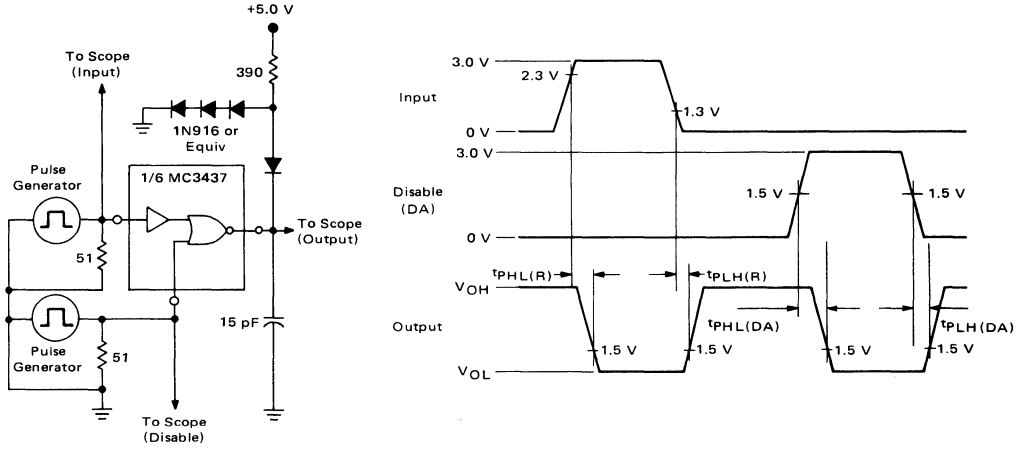 +5.0 V
To Scope
(Input)
390
1N916 or
Equiv
Pulse
Generator
1/6 MC3437
To Scope
(Output)
51
15 pF
51
Pulse
Generator
To Scope
(Disable)
3.0 V
2.3 V
Input
1.3 V
0 V
3.0 V
Disable
(DA)
1.5 V
1.5 V
0 V
tPHL(R)
tPLH(R)
VOH
tPHL(DA)
tPLH(DA)
Output
1.5 V
1.5 V
1.5 V
1.5 V
VOL